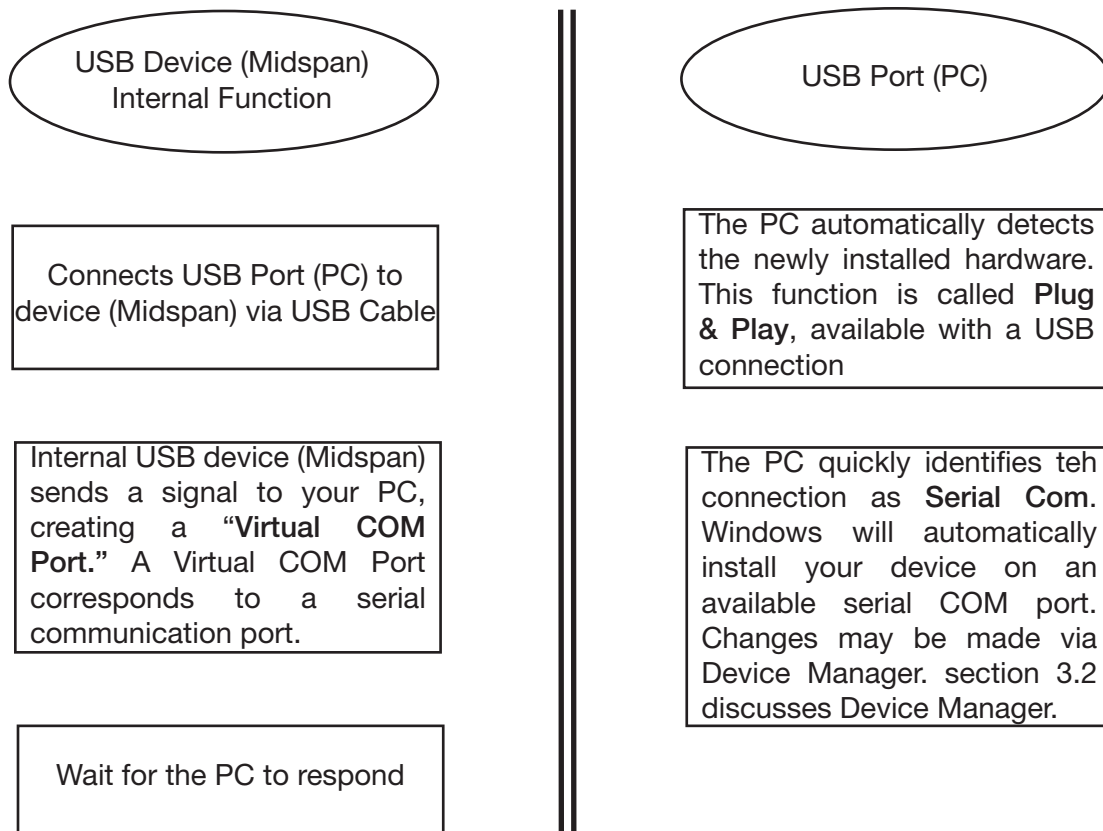 USB Device (Midspan)
Internal Function
Connects USB Port (PC) to
device (Midspan) via USB Cable
Internal USB device (Midspan)
sends a signal to your PC,
creating a “Virtual COM
Port.” A Virtual COM Port
corresponds to a serial
communication port.
Wait for the PC to respond
USB Port (PC)
The PC automatically detects
the newly installed hardware.
This function is called Plug
& Play, available with a USB
connection
The PC quickly identifies teh
connection as Serial Com.
Windows will automatically
install your device on an
available serial COM port.
Changes may be made via
Device Manager. section 3.2
discusses Device Manager.